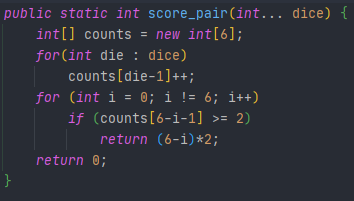 public static int score_pair(int... dice) {
    int[] counts = new int[6];
    for(int die : dice)
        counts[die-1]++;
    for (int i = 0; i != 6; i++)
        if (counts[6-i-1] >= 2)
            return (6-i)*2;
    return 0;
}